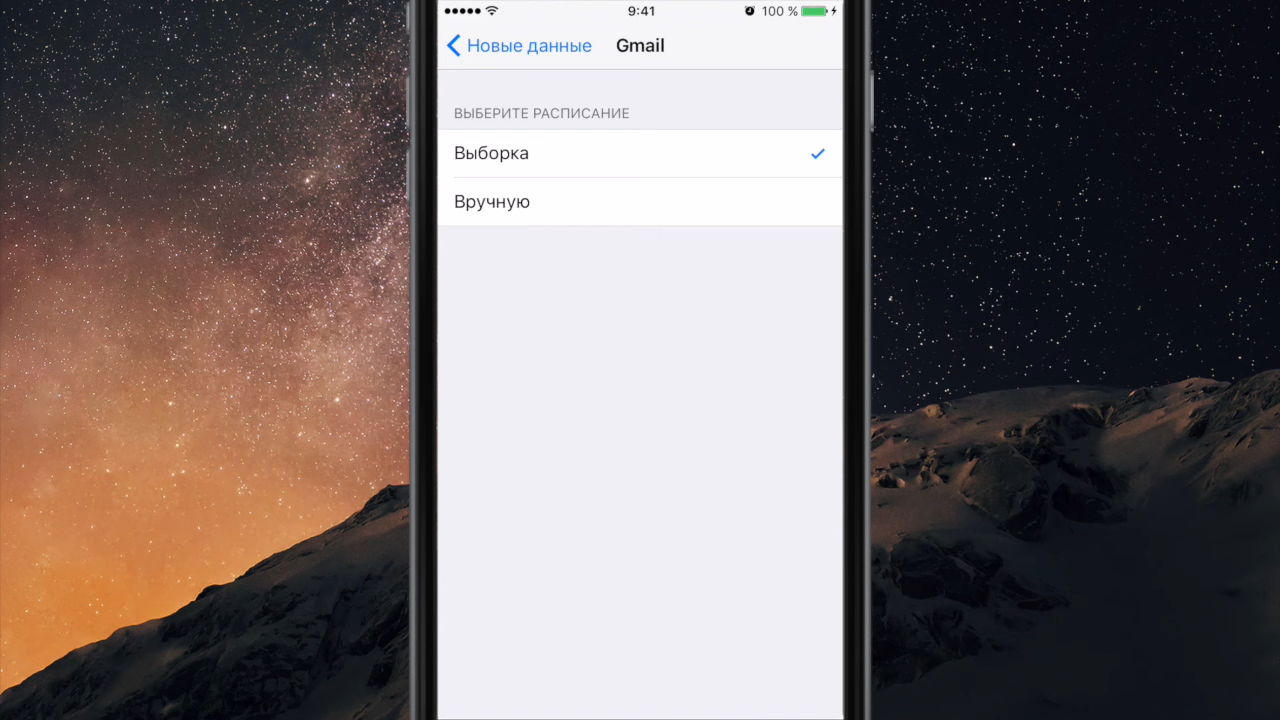 9:41 100 %
Новые данные Gmail
ВЫБЕРИТЕ РАСПИСАНИЕ
Выборка
Вручную